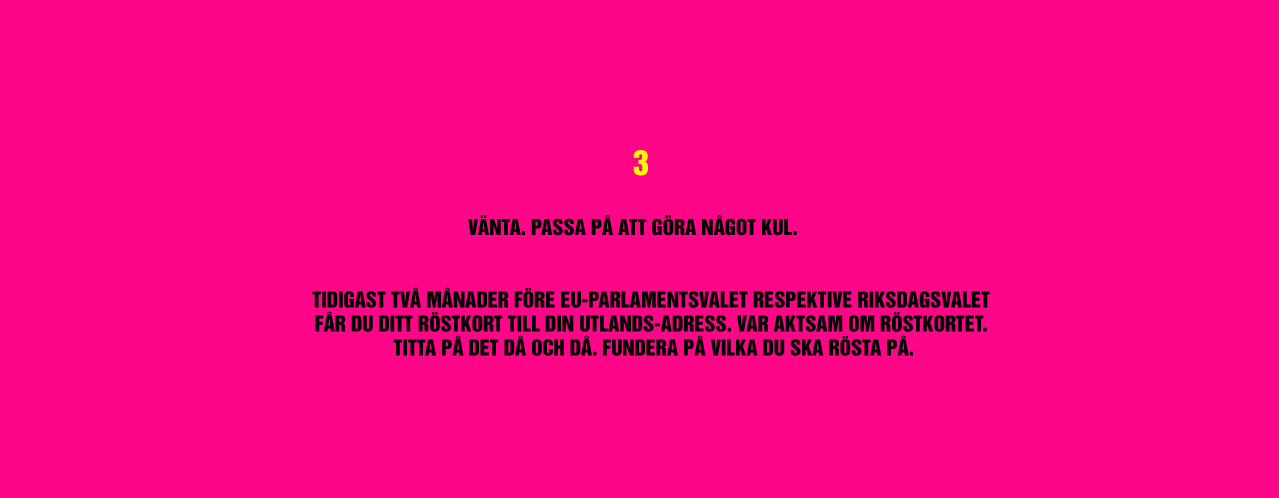 3
VÄNTA. PASSA PÅ ATT GÖRA NÅGOT KUL.
TIDIGAST TVÅ MÅNADER FÖRE EU-PARLAMENTSVALET RESPEKTIVE RIKSDAGSVALET
FÅR DU DITT RÖSTKORT TILL DIN UTLANDS-ADRESS. VAR AKTSAM OM RÖSTKORTET.
TITTA PÅ DET DÅ OCH DÅ. FUNDERA PÅ VILKA DU SKA RÖSTA PÅ.